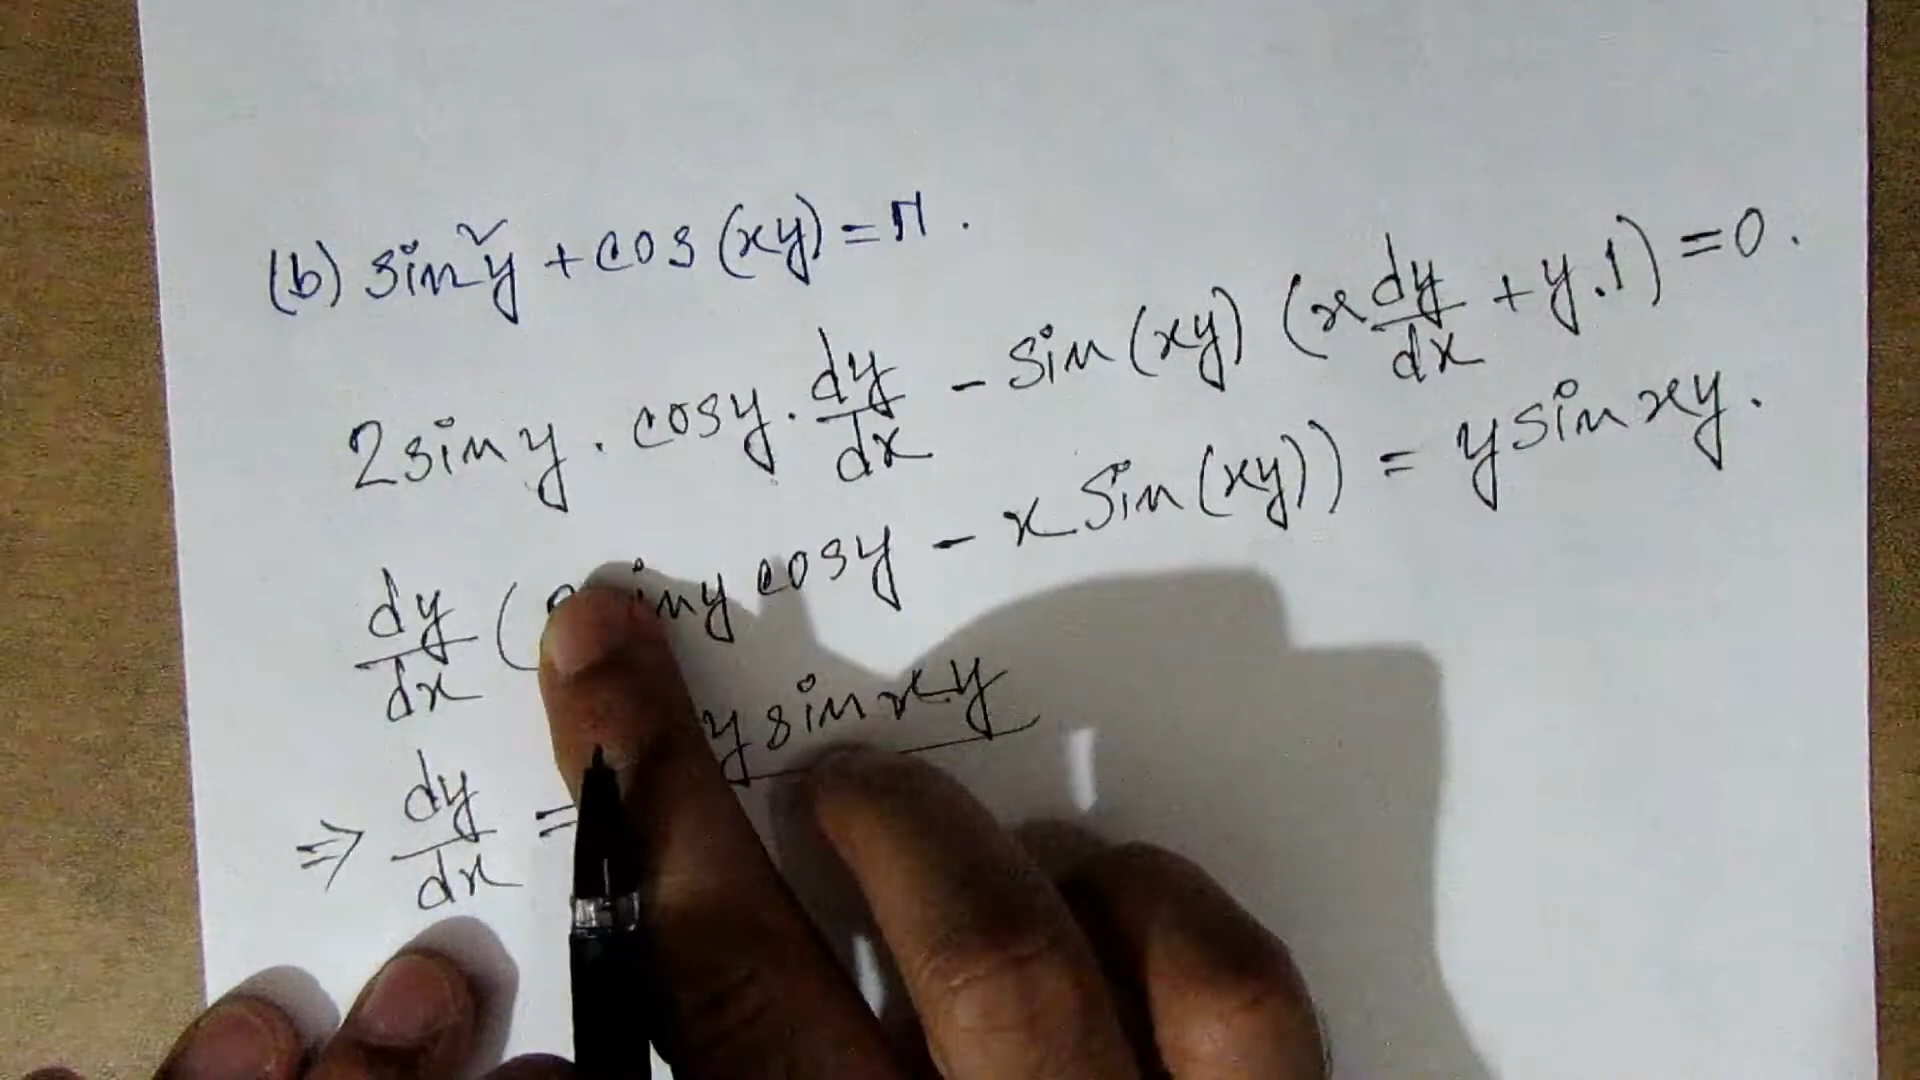 (b) sin²y + cos (xy) = π .
2 sin y . cos y . dy/dx - sin (xy) (x dy/dx + y.1) = 0 .
dy/dx ( iny cosy - x sin (xy)) = y sin xy .
⇒ dy/dx = y sin xy